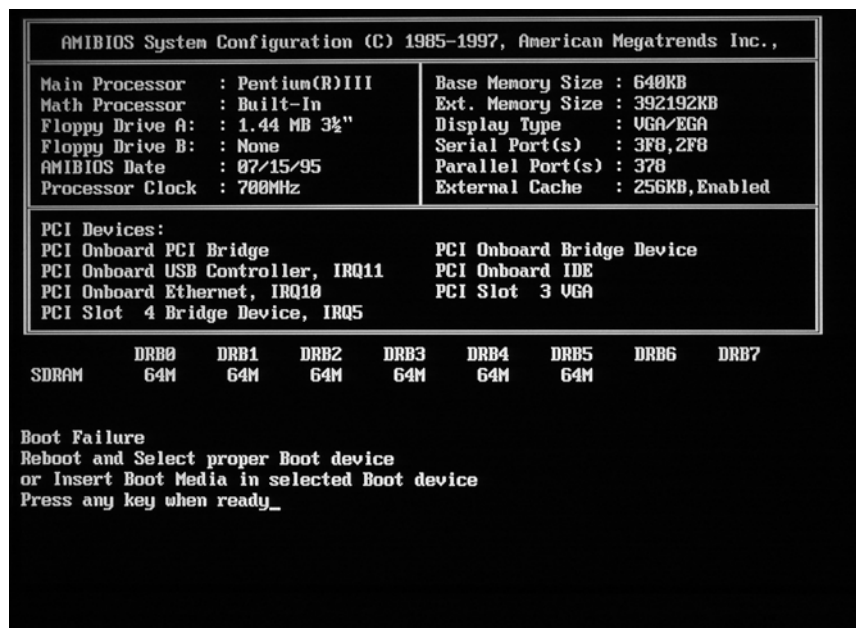 AMIBIOS System Configuration (C) 1985-1997, American Megatrends Inc.,
Main Processor : Pentium(R)III
Math Processor : Built-In
Floppy Drive A: : 1.44 MB 3½"
Floppy Drive B: : None
AMIBIOS Date : 07/15/95
Processor Clock : 700MHz
Base Memory Size : 640KB
Ext. Memory Size : 392192KB
Display Type : VGA/EGA
Serial Port(s) : 3F8,2F8
Parallel Port(s) : 378
External Cache : 256KB,Enabled
PCI Devices:
PCI Onboard PCI Bridge PCI Onboard Bridge Device
PCI Onboard USB Controller, IRQ11 PCI Onboard IDE
PCI Onboard Ethernet, IRQ10 PCI Slot 3 VGA
PCI Slot 4 Bridge Device, IRQ5
DRB0 DRB1 DRB2 DRB3 DRB4 DRB5 DRB6 DRB7
SDRAM 64M 64M 64M 64M 64M 64M
Boot Failure
Reboot and Select proper Boot device
or Insert Boot Media in selected Boot device
Press any key when ready_